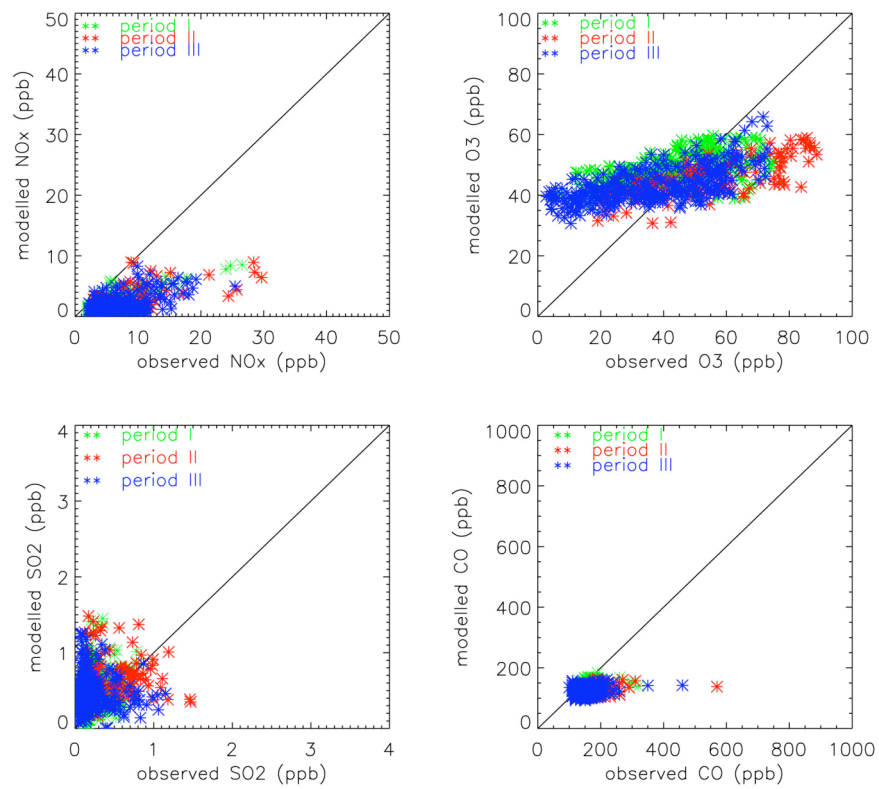 50
40
30
20
10
0
modelled NOx (ppb)
** period I
** period II
** period III
0 10 20 30 40 50
observed NOx (ppb)
100
80
60
40
20
0
modelled O3 (ppb)
** period I
** period II
** period III
0 20 40 60 80 100
observed O3 (ppb)
4
3
2
1
0
modelled SO2 (ppb)
** period I
** period II
** period III
0 1 2 3 4
observed SO2 (ppb)
1000
800
600
400
200
0
modelled CO (ppb)
** period I
** period II
** period III
0 200 400 600 800 1000
observed CO (ppb)